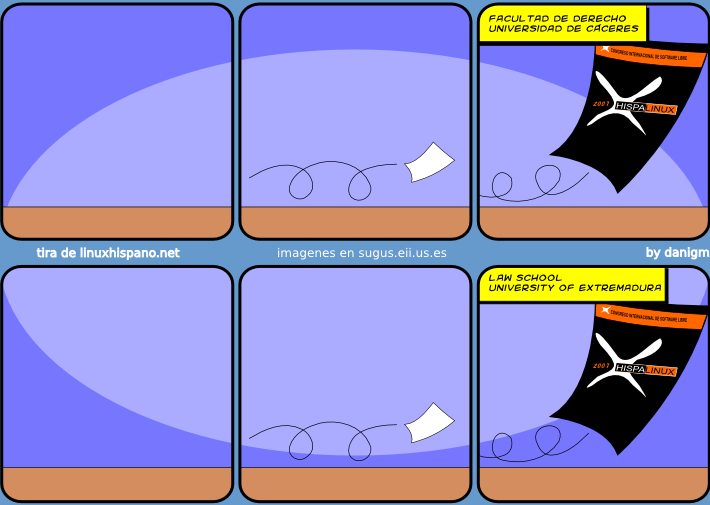 FACULTAD DE DERECHO
UNIVERSIDAD DE CÁCERES
CONGRESO INTERNACIONAL DE SOFTWARE LIBRE
2007 HISPALINUX
tira de linuxhispano.net
imagenes en sugus.eii.us.es
by danigm
LAW SCHOOL
UNIVERSITY OF EXTREMADURA
CONGRESO INTERNACIONAL DE SOFTWARE LIBRE
2007 HISPALINUX